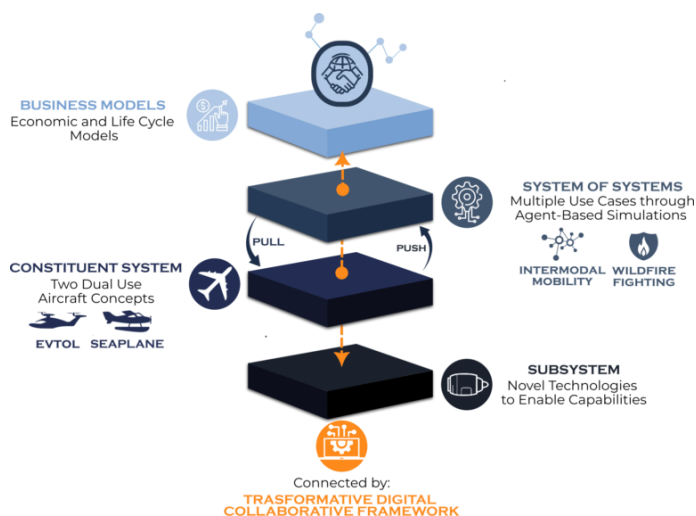 BUSINESS MODELS
Economic and Life Cycle
Models
SYSTEM OF SYSTEMS
Multiple Use Cases through
Agent-Based Simulations
INTERMODAL
MOBILITY
WILDFIRE
FIGHTING
PULL
PUSH
CONSTITUENT SYSTEM
Two Dual Use
Aircraft Concepts
EVTOL
SEAPLANE
SUBSYSTEM
Novel Technologies
to Enable Capabilities
Connected by:
TRASFORMATIVE DIGITAL
COLLABORATIVE FRAMEWORK